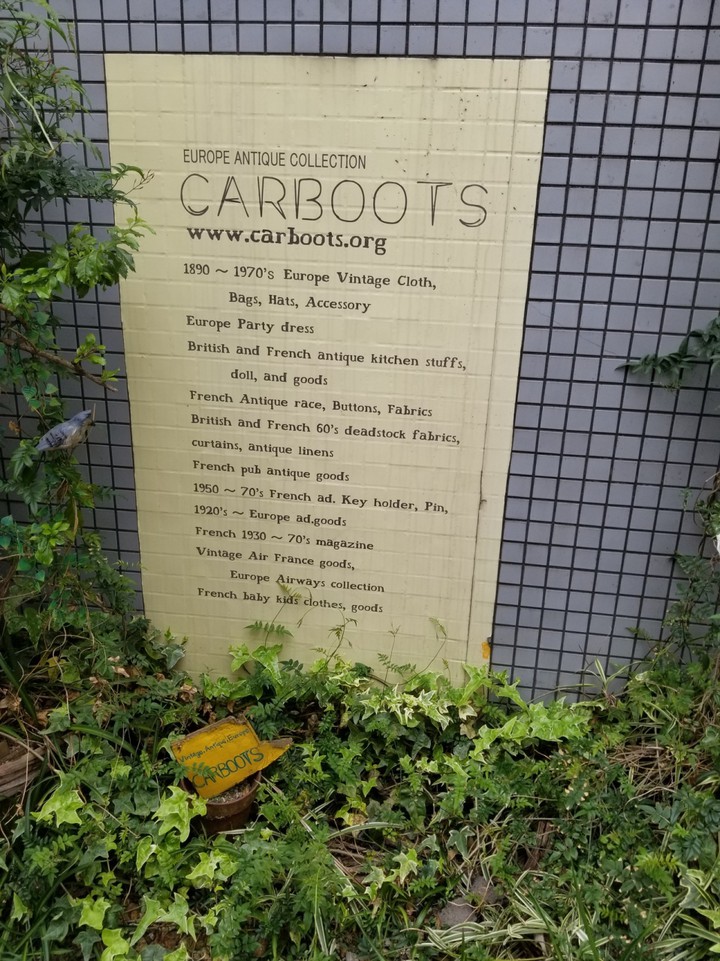 EUROPE ANTIQUE COLLECTION
CARBOOTS
www.carboots.org
1890 ～ 1970's Europe Vintage Cloth,
Bags, Hats, Accessory
Europe Party dress
British and French antique kitchen stuffs,
doll, and goods
French Antique race, Buttons, Fabrics
British and French 60's deadstock fabrics,
curtains, antique linens
French pub antique goods
1950 ～ 70's French ad. Key holder, Pin,
1920's ～ Europe ad.goods
French 1930 ～ 70's magazine
Vintage Air France goods,
Europe Airways collection
French baby kids clothes, goods
Vintage, Antique, Europe
CARBOOTS